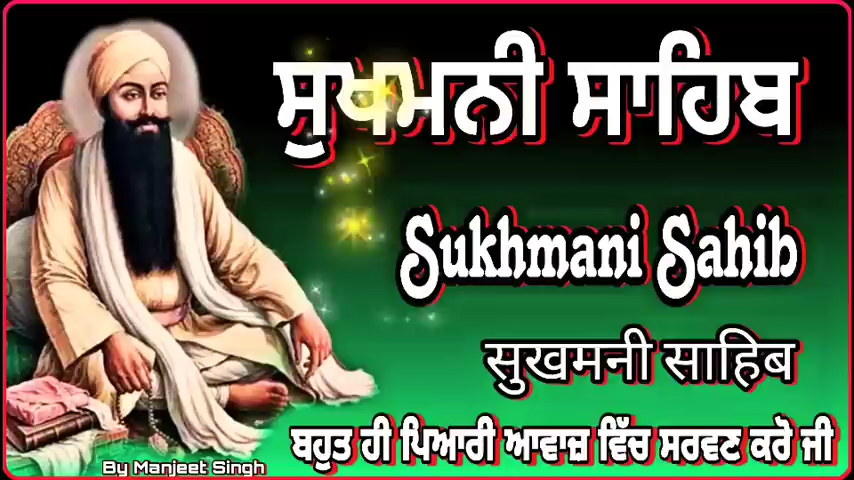 ਸੁਖਮਨੀ ਸਾਹਿਬ
Sukhmani Sahib
सुखमनी साहिब
ਬਹੁਤ ਹੀ ਪਿਆਰੀ ਆਵਾਜ਼ ਵਿੱਚ ਸਰਵਣ ਕਰੋ ਜੀ
By Manjeet Singh